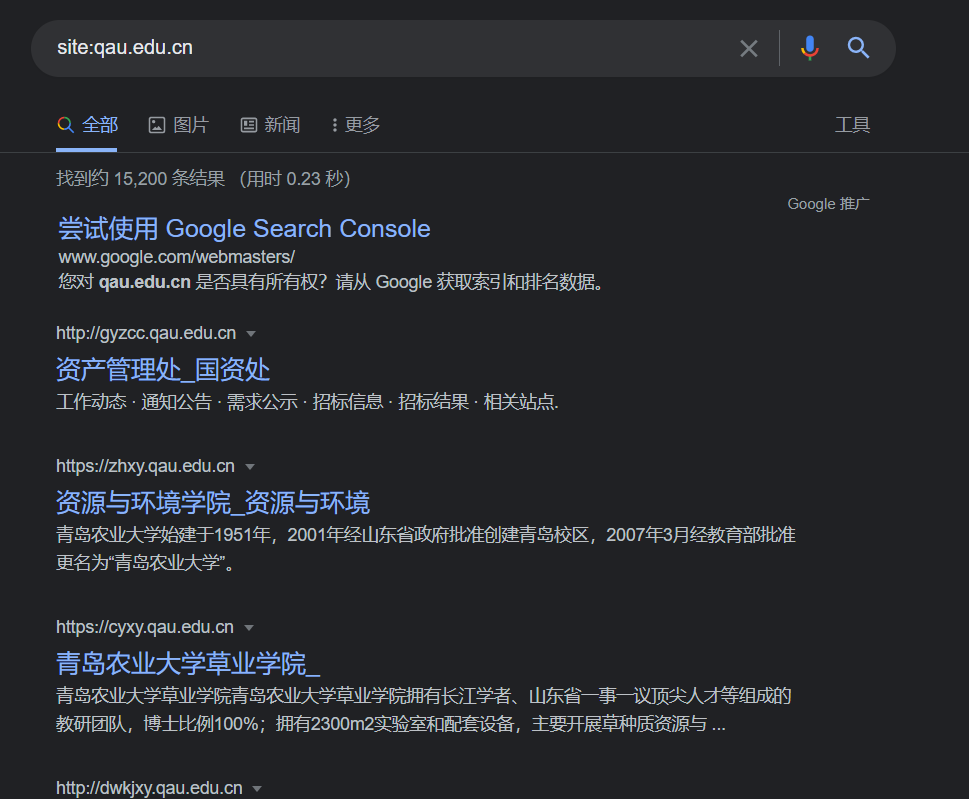 site:qau.edu.cn
全部 图片 新闻 更多 工具
找到约 15,200 条结果 （用时 0.23 秒）
Google 推广
尝试使用 Google Search Console
www.google.com/webmasters/
您对 qau.edu.cn 是否具有所有权？请从 Google 获取索引和排名数据。
http://gyzcc.qau.edu.cn
资产管理处_国资处
工作动态 · 通知公告 · 需求公示 · 招标信息 · 招标结果 · 相关站点.
https://zhxy.qau.edu.cn
资源与环境学院_资源与环境
青岛农业大学始建于1951年，2001年经山东省政府批准创建青岛校区，2007年3月经教育部批准
更名为“青岛农业大学”。
https://cyxy.qau.edu.cn
青岛农业大学草业学院_
青岛农业大学草业学院青岛农业大学草业学院拥有长江学者、山东省一事一议顶尖人才等组成的
教研团队，博士比例100%；拥有2300m2实验室和配套设备，主要开展草种质资源与 ...
http://dwkjxy.qau.edu.cn